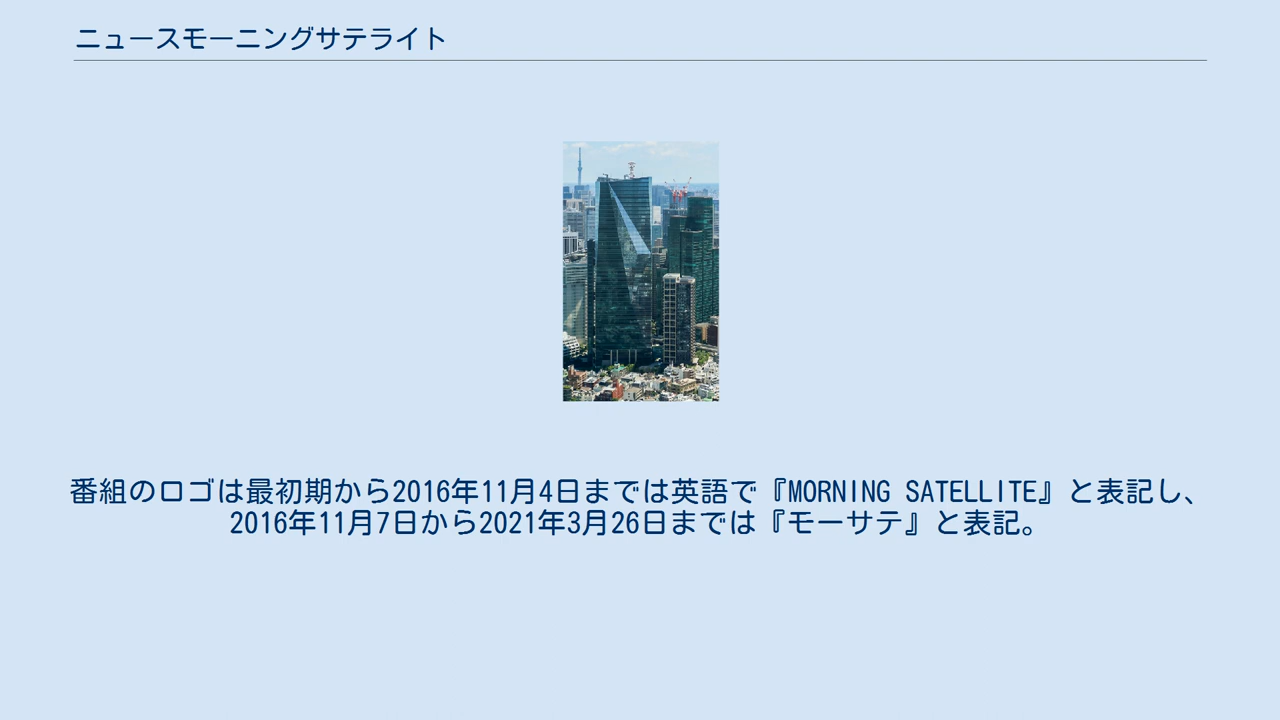 ニュースモーニングサテライト
番組のロゴは最初期から2016年11月4日までは英語で『MORNING SATELLITE』と表記し、
2016年11月7日から2021年3月26日までは『モーサテ』と表記。